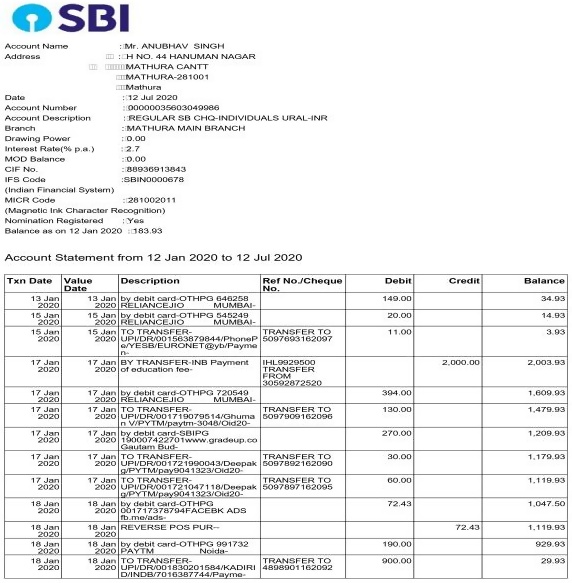 SBI
Account Name : Mr. ANUBHAV SINGH
Address : H NO. 44 HANUMAN NAGAR
MATHURA CANTT
MATHURA-281001
Mathura
Date : 12 Jul 2020
Account Number : 00000035603049986
Account Description : REGULAR SB CHQ-INDIVIDUALS URAL-INR
Branch : MATHURA MAIN BRANCH
Drawing Power : 0.00
Interest Rate(% p.a.) : 2.7
MOD Balance : 0.00
CIF No. : 88936913843
IFS Code :SBIN0000678
(Indian Financial System)
MICR Code : 281002011
(Magnetic Ink Character Recognition)
Nomination Registered : Yes
Balance as on 12 Jan 2020 : 183.93
Account Statement from 12 Jan 2020 to 12 Jul 2020
Txn Date Value Description Ref No./Cheque Debit Credit Balance
Date No.
13 Jan 13 Jan by debit card-OTHPG 646258 149.00 34.93
2020 2020 RELIANCEJIO MUMBAI-
15 Jan 15 Jan by debit card-OTHPG 545249 20.00 14.93
2020 2020 RELIANCEJIO MUMBAI-
15 Jan 15 Jan TO TRANSFER- TRANSFER TO 11.00 3.93
2020 2020 UPI/DR/001563879844/PhoneP 5097693162097
e/YESB/EURONET@yb/Payme
n-
17 Jan 17 Jan BY TRANSFER-INB Payment IHL9929500 2,000.00 2,003.93
2020 2020 of education fee- TRANSFER
FROM
30592872520
17 Jan 17 Jan by debit card-OTHPG 720549 394.00 1,609.93
2020 2020 RELIANCEJIO MUMBAI-
17 Jan 17 Jan TO TRANSFER- TRANSFER TO 130.00 1,479.93
2020 2020 UPI/DR/001719079514/Ghuma 5097909162096
n V/PYTM/paytm-3048/Oid20-
17 Jan 17 Jan by debit card-SBIPG 270.00 1,209.93
2020 2020 190007422701www.gradeup.co
Gautam Bud-
17 Jan 17 Jan TO TRANSFER- TRANSFER TO 30.00 1,179.93
2020 2020 UPI/DR/001721990043/Deepak 5097892162090
g/PYTM/pay9041323/Oid20-
17 Jan 17 Jan TO TRANSFER- TRANSFER TO 60.00 1,119.93
2020 2020 UPI/DR/001721047118/Deepak 5097897162095
g/PYTM/pay9041323/Oid20-
18 Jan 18 Jan by debit card-OTHPG 72.43 1,047.50
2020 2020 001717378794FACEBK ADS
fb.me/ads-
18 Jan 18 Jan REVERSE POS PUR-- 72.43 1,119.93
2020 2020
18 Jan 18 Jan by debit card-OTHPG 991732 190.00 929.93
2020 2020 PAYTM Noida-
18 Jan 18 Jan TO TRANSFER- TRANSFER TO 900.00 29.93
2020 2020 UPI/DR/001830201584/KADIRI 4898901162092
D/INDB/7016387744/Payme-